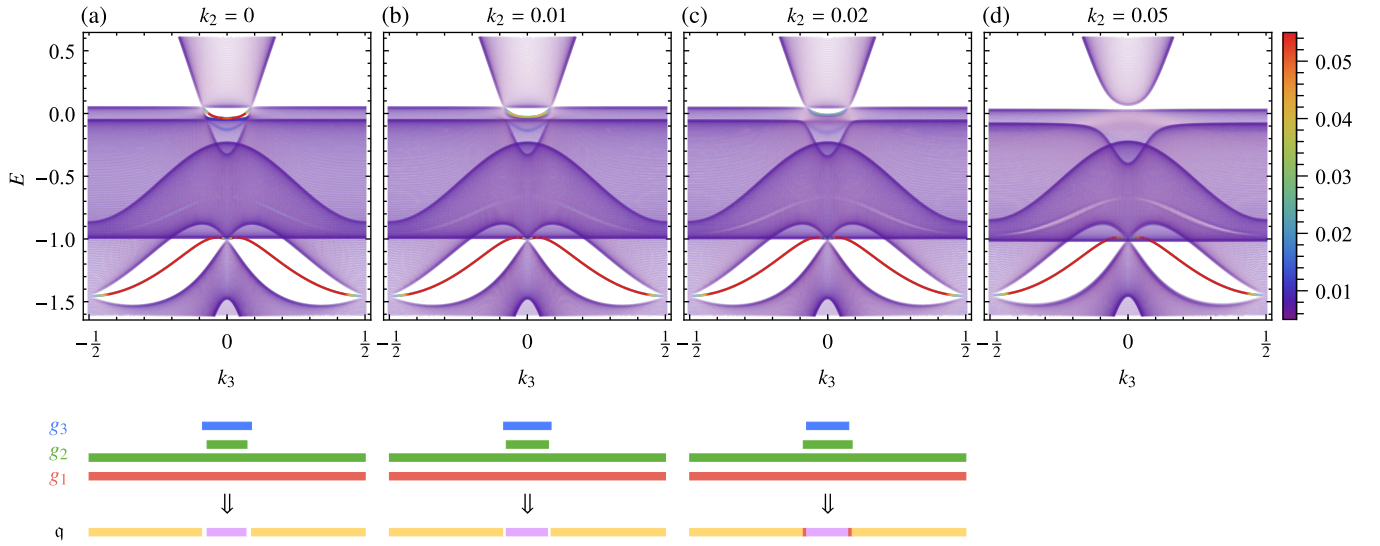 (a) k₂ = 0 (b) k₂ = 0.01 (c) k₂ = 0.02 (d) k₂ = 0.05
E
0.5
0.0
−0.5
−1.0
−1.5
0.05
0.04
0.03
0.02
0.01
−1/2 0 1/2 −1/2 0 1/2 −1/2 0 1/2 −1/2 0 1/2
k₃ k₃ k₃ k₃
g₃
g₂
g₁
⇓ ⇓ ⇓
q